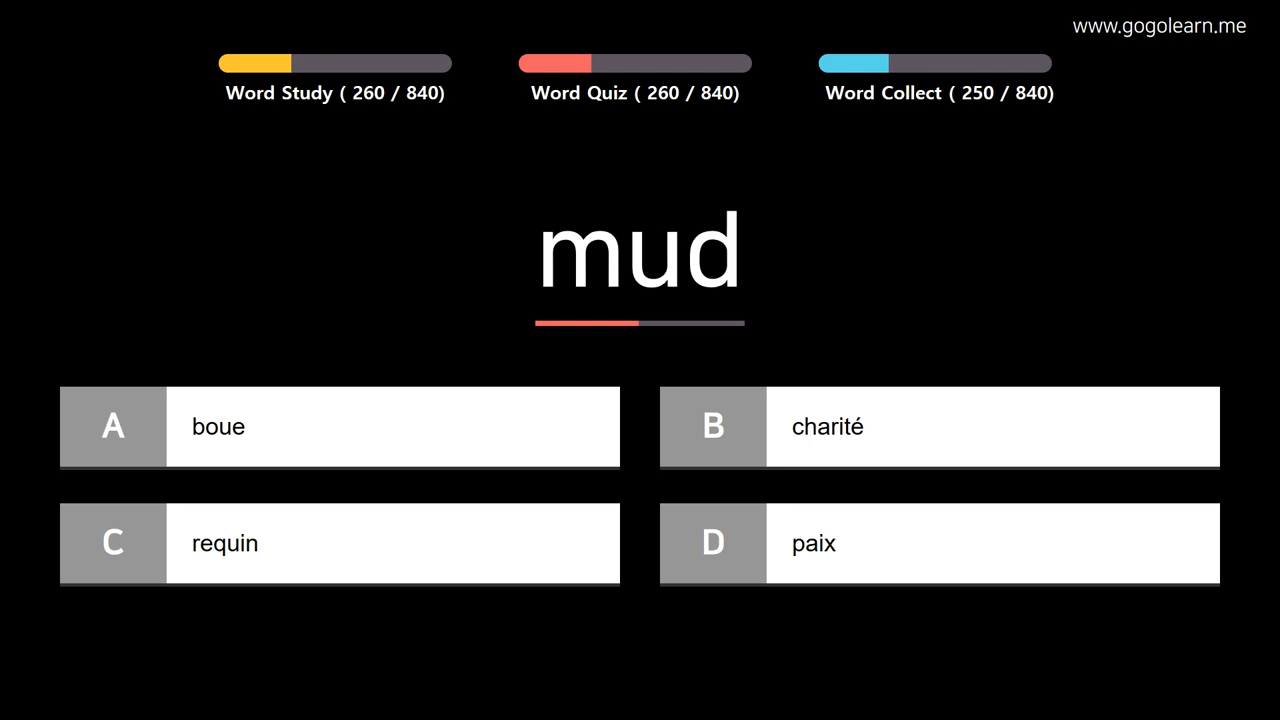 www.gogolearn.me
Word Study ( 260 / 840)
Word Quiz ( 260 / 840)
Word Collect ( 250 / 840)
mud
A
boue
B
charité
C
requin
D
paix